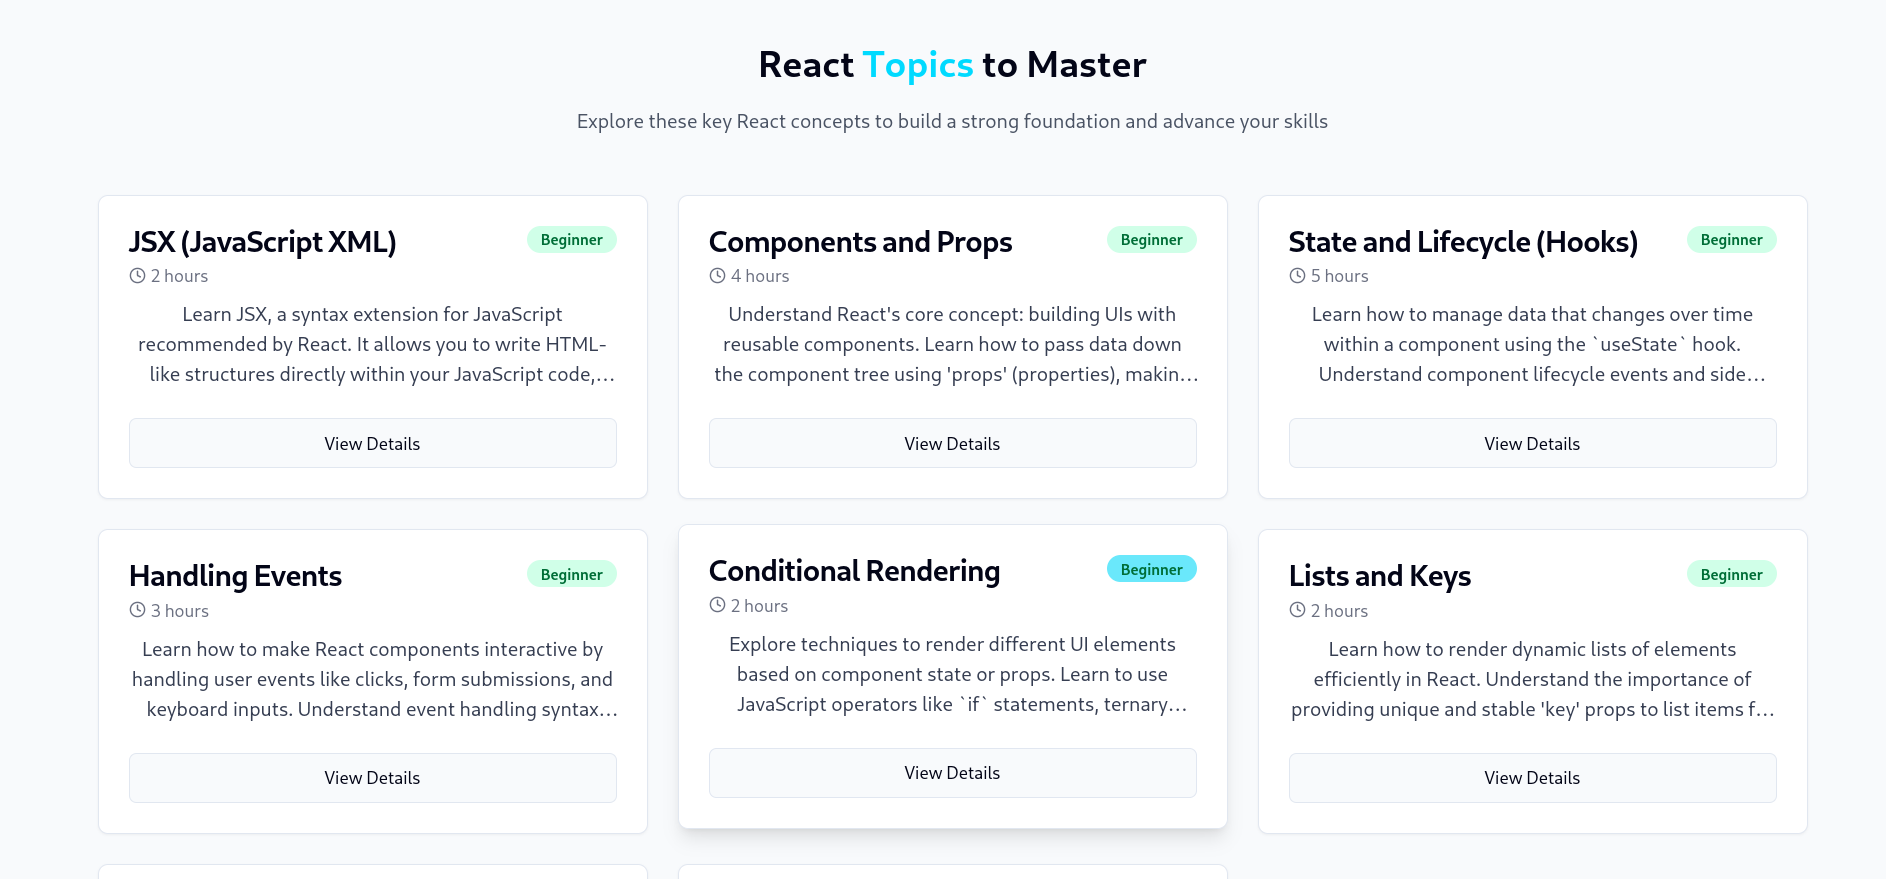 React Topics to Master
Explore these key React concepts to build a strong foundation and advance your skills
JSX (JavaScript XML)
Beginner
2 hours
Learn JSX, a syntax extension for JavaScript
recommended by React. It allows you to write HTML-
like structures directly within your JavaScript code,…
View Details
Components and Props
Beginner
4 hours
Understand React's core concept: building UIs with
reusable components. Learn how to pass data down
the component tree using 'props' (properties), makin…
View Details
State and Lifecycle (Hooks)
Beginner
5 hours
Learn how to manage data that changes over time
within a component using the `useState` hook.
Understand component lifecycle events and side…
View Details
Handling Events
Beginner
3 hours
Learn how to make React components interactive by
handling user events like clicks, form submissions, and
keyboard inputs. Understand event handling syntax…
View Details
Conditional Rendering
Beginner
2 hours
Explore techniques to render different UI elements
based on component state or props. Learn to use
JavaScript operators like `if` statements, ternary…
View Details
Lists and Keys
Beginner
2 hours
Learn how to render dynamic lists of elements
efficiently in React. Understand the importance of
providing unique and stable 'key' props to list items f…
View Details